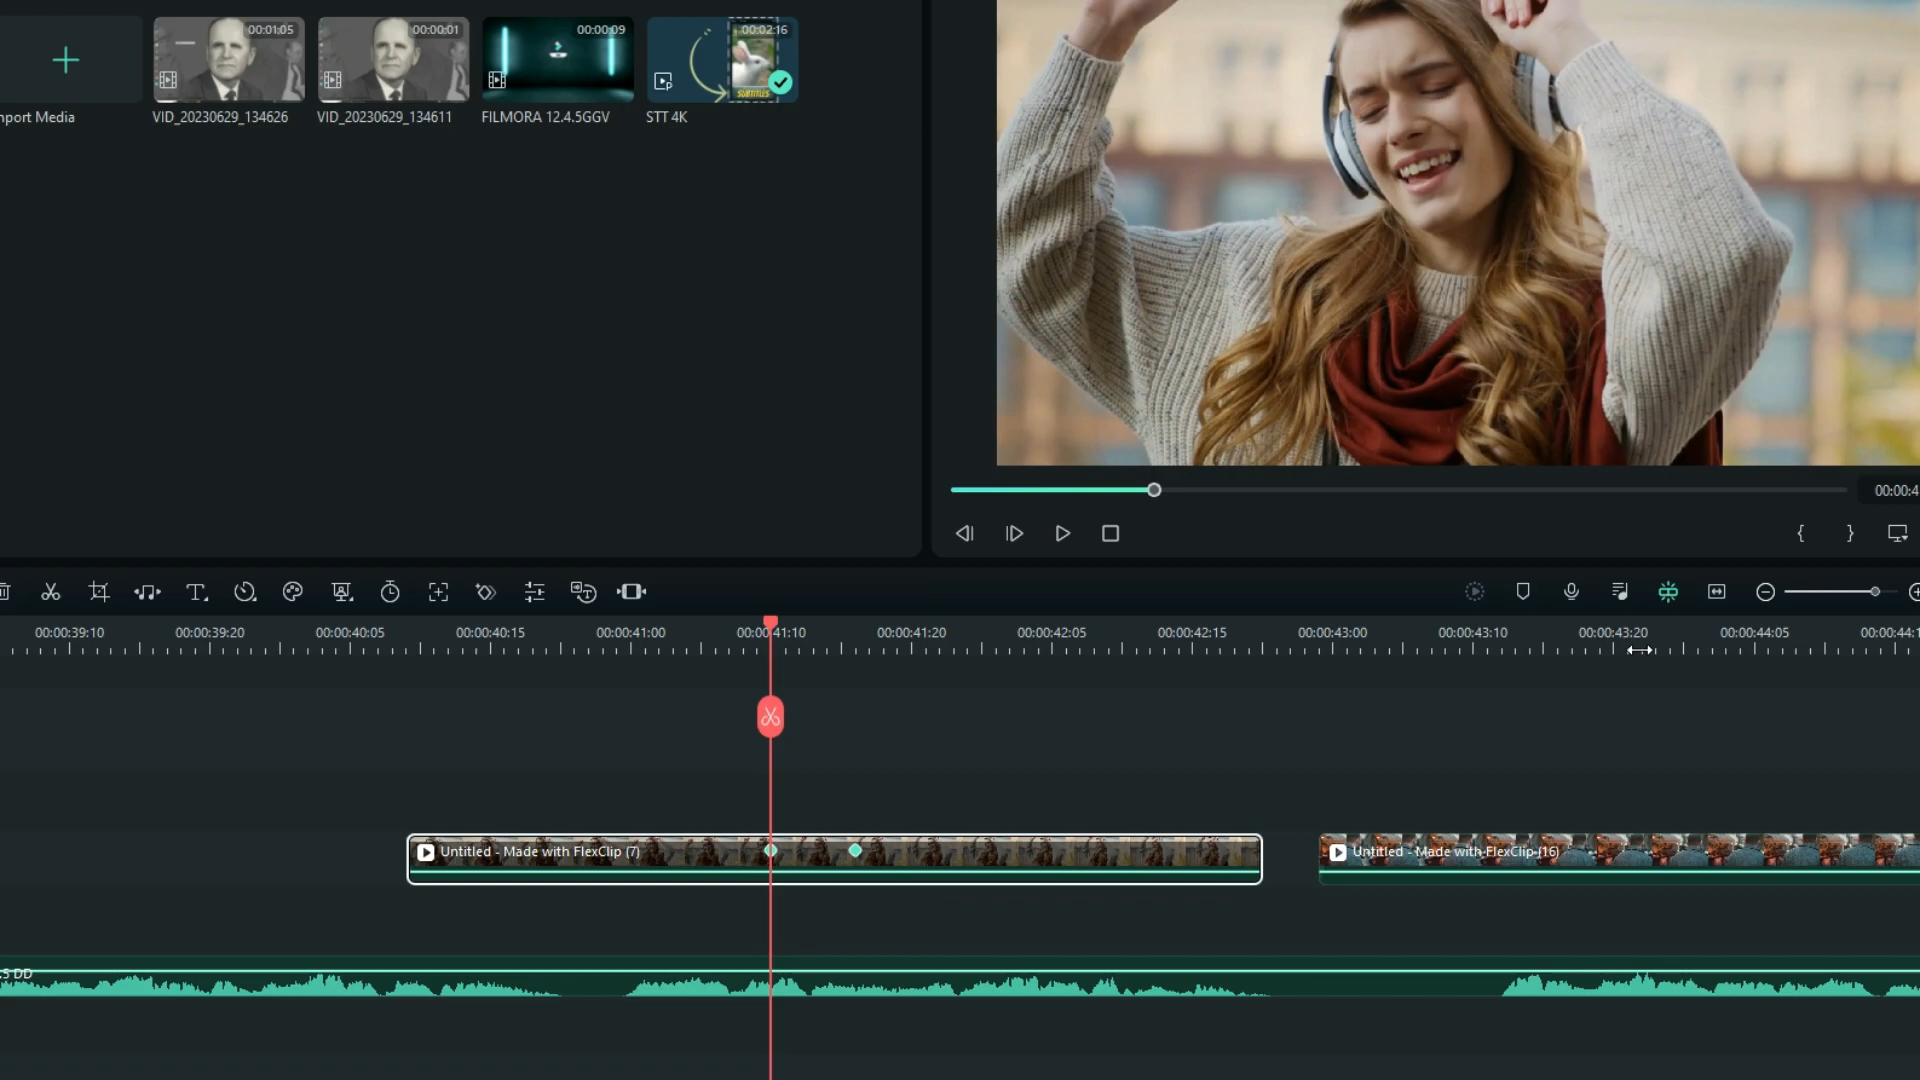 00:01:05
00:00:01
00:00:09
00:02:16
SUBTITLES
nport Media
VID_20230629_134626
VID_20230629_134611
FILMORA 12.4.5GGV
STT 4K
00:00:4
00:00:39:10
00:00:39:20
00:00:40:05
00:00:40:15
00:00:41:00
00:00:41:10
00:00:41:20
00:00:42:05
00:00:42:15
00:00:43:00
00:00:43:10
00:00:43:20
00:00:44:05
00:00:44:1
Untitled - Made with FlexClip (7)
Untitled - Made with FlexClip (16)
.5 DD